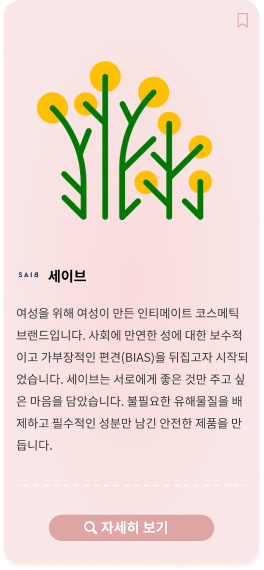 SAIB 세이브
여성을 위해 여성이 만든 인티메이트 코스메틱
브랜드입니다. 사회에 만연한 성에 대한 보수적
이고 가부장적인 편견(BIAS)을 뒤집고자 시작되
었습니다. 세이브는 서로에게 좋은 것만 주고 싶
은 마음을 담았습니다. 불필요한 유해물질을 배
제하고 필수적인 성분만 남긴 안전한 제품을 만
듭니다.
자세히 보기